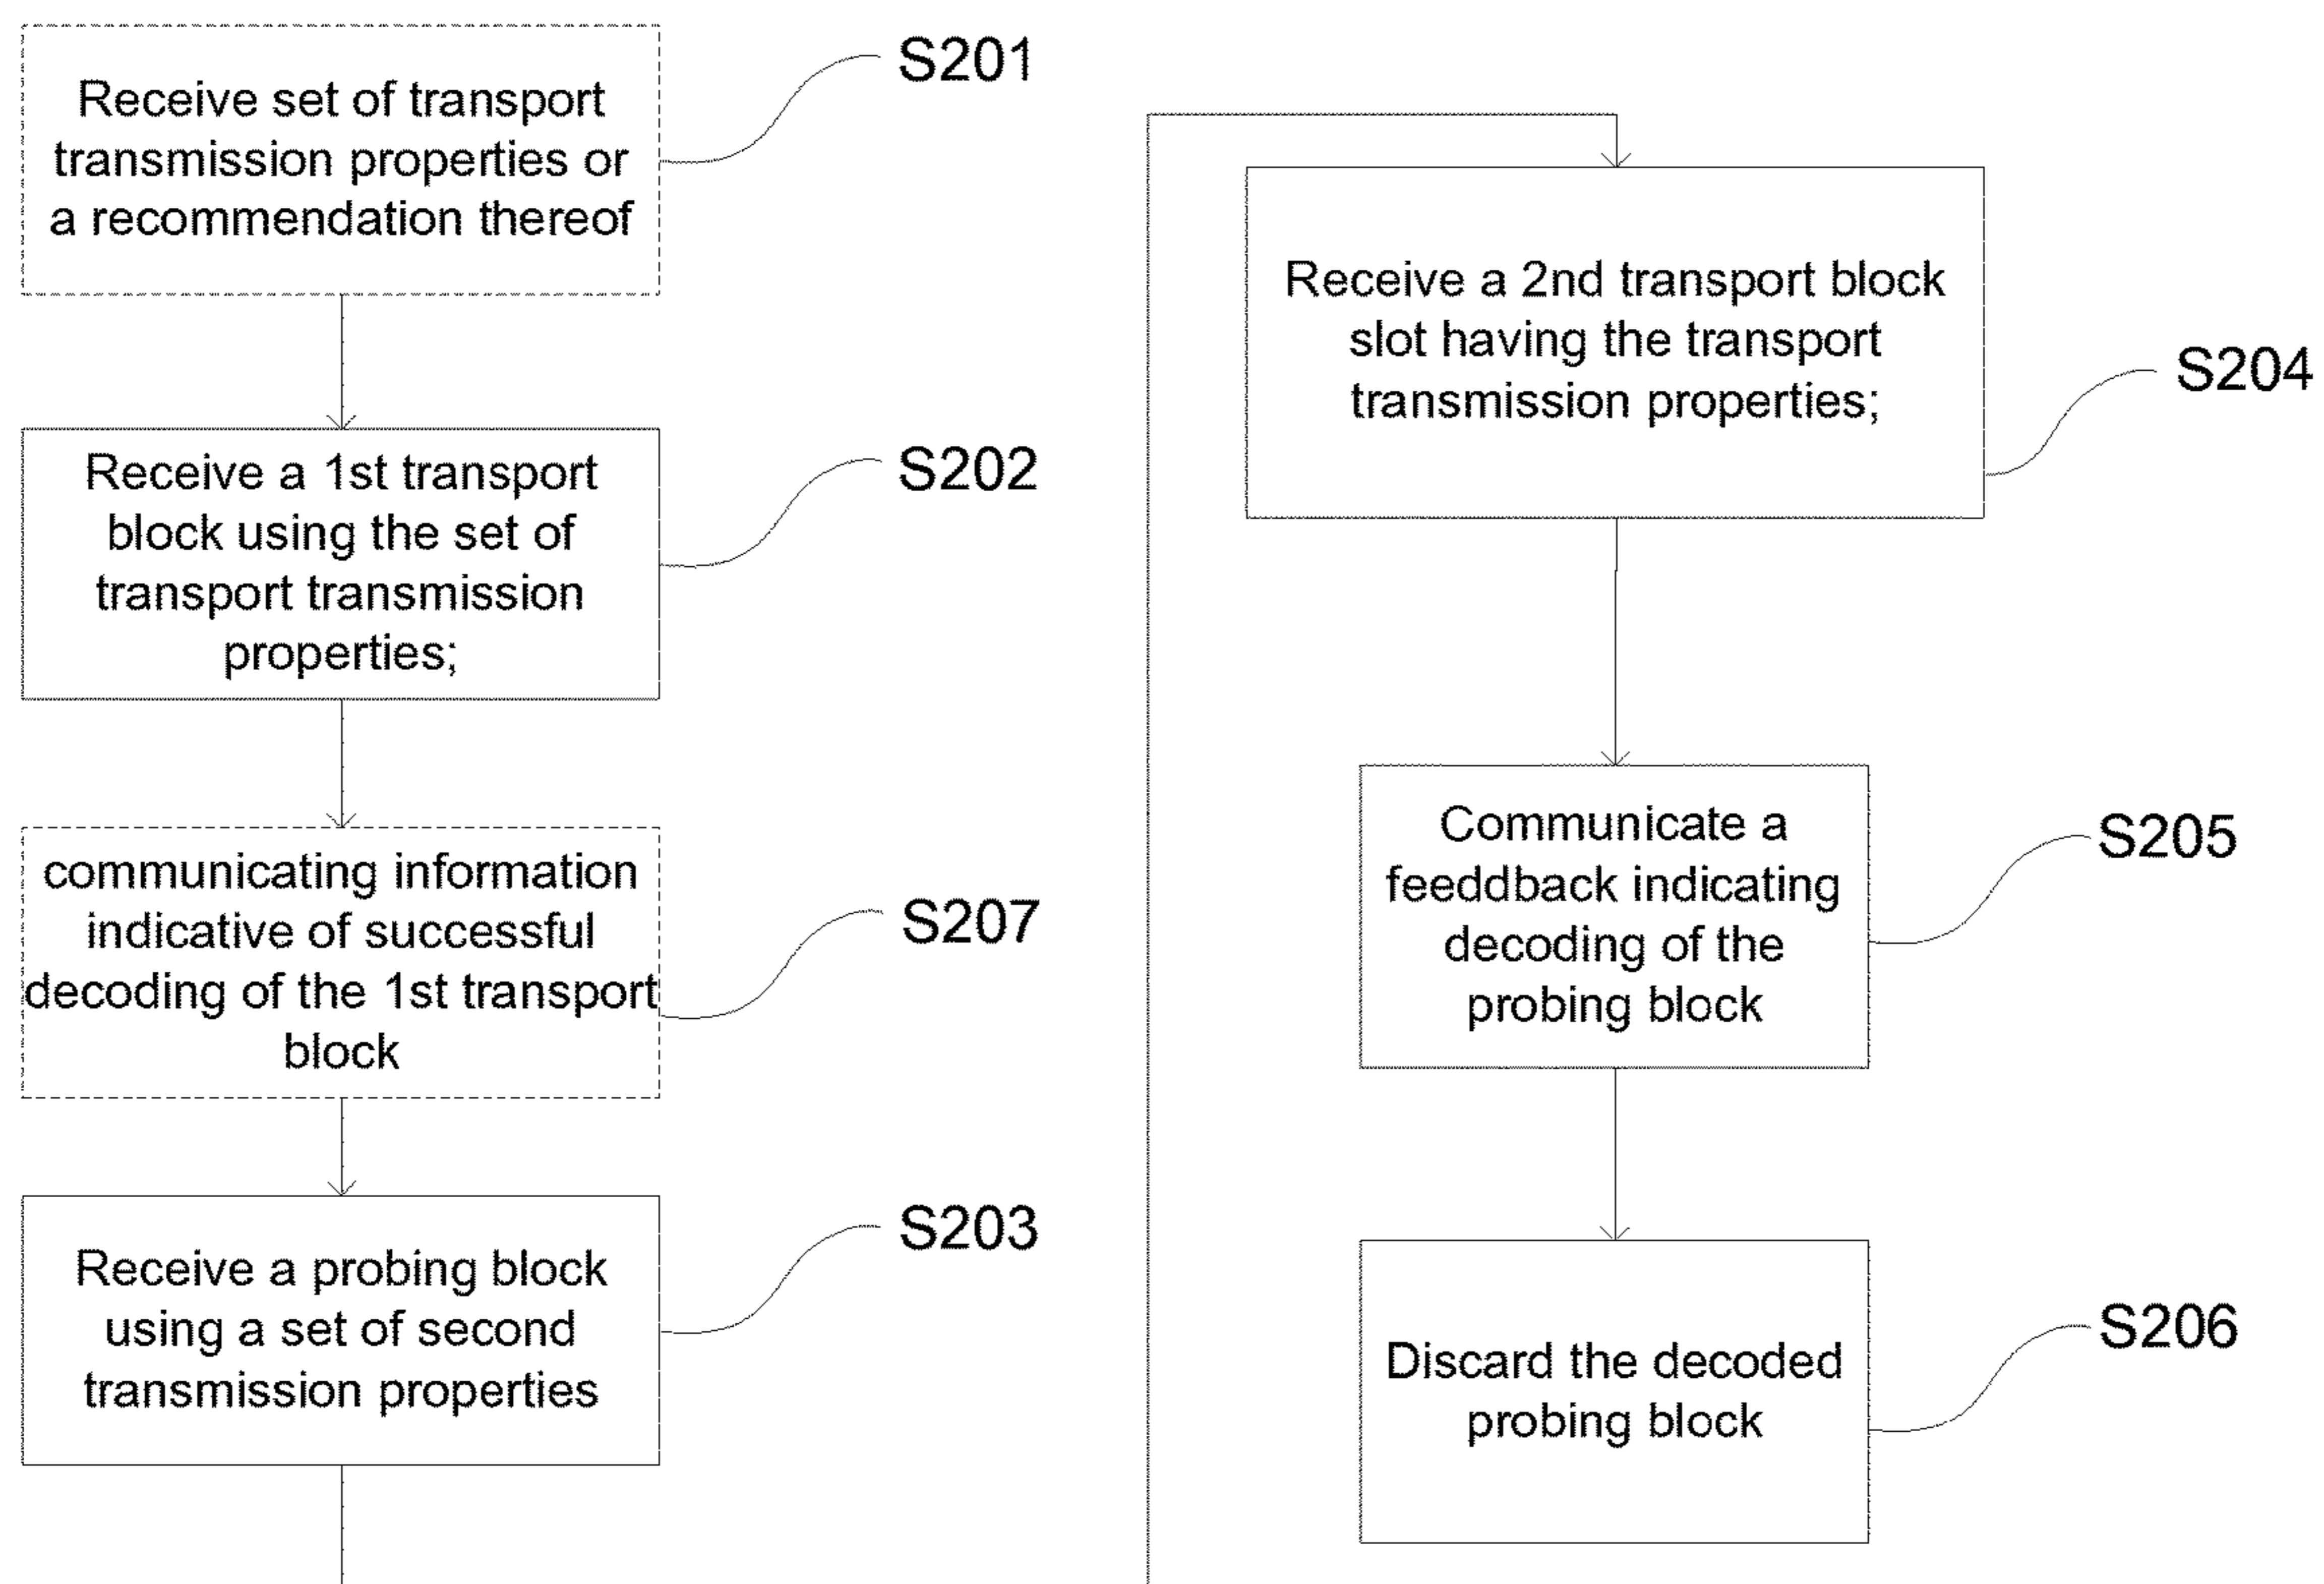 Receive set of transport
transmission properties or
a recommendation thereof
S201
Receive a 1st transport
block using the set of
transport transmission
properties;
S202
communicating information
indicative of successful
decoding of the 1st transport
block
S207
Receive a probing block
using a set of second
transmission properties
S203
Receive a 2nd transport block
slot having the transport
transmission properties;
S204
Communicate a
feeddback indicating
decoding of the
probing block
S205
Discard the decoded
probing block
S206